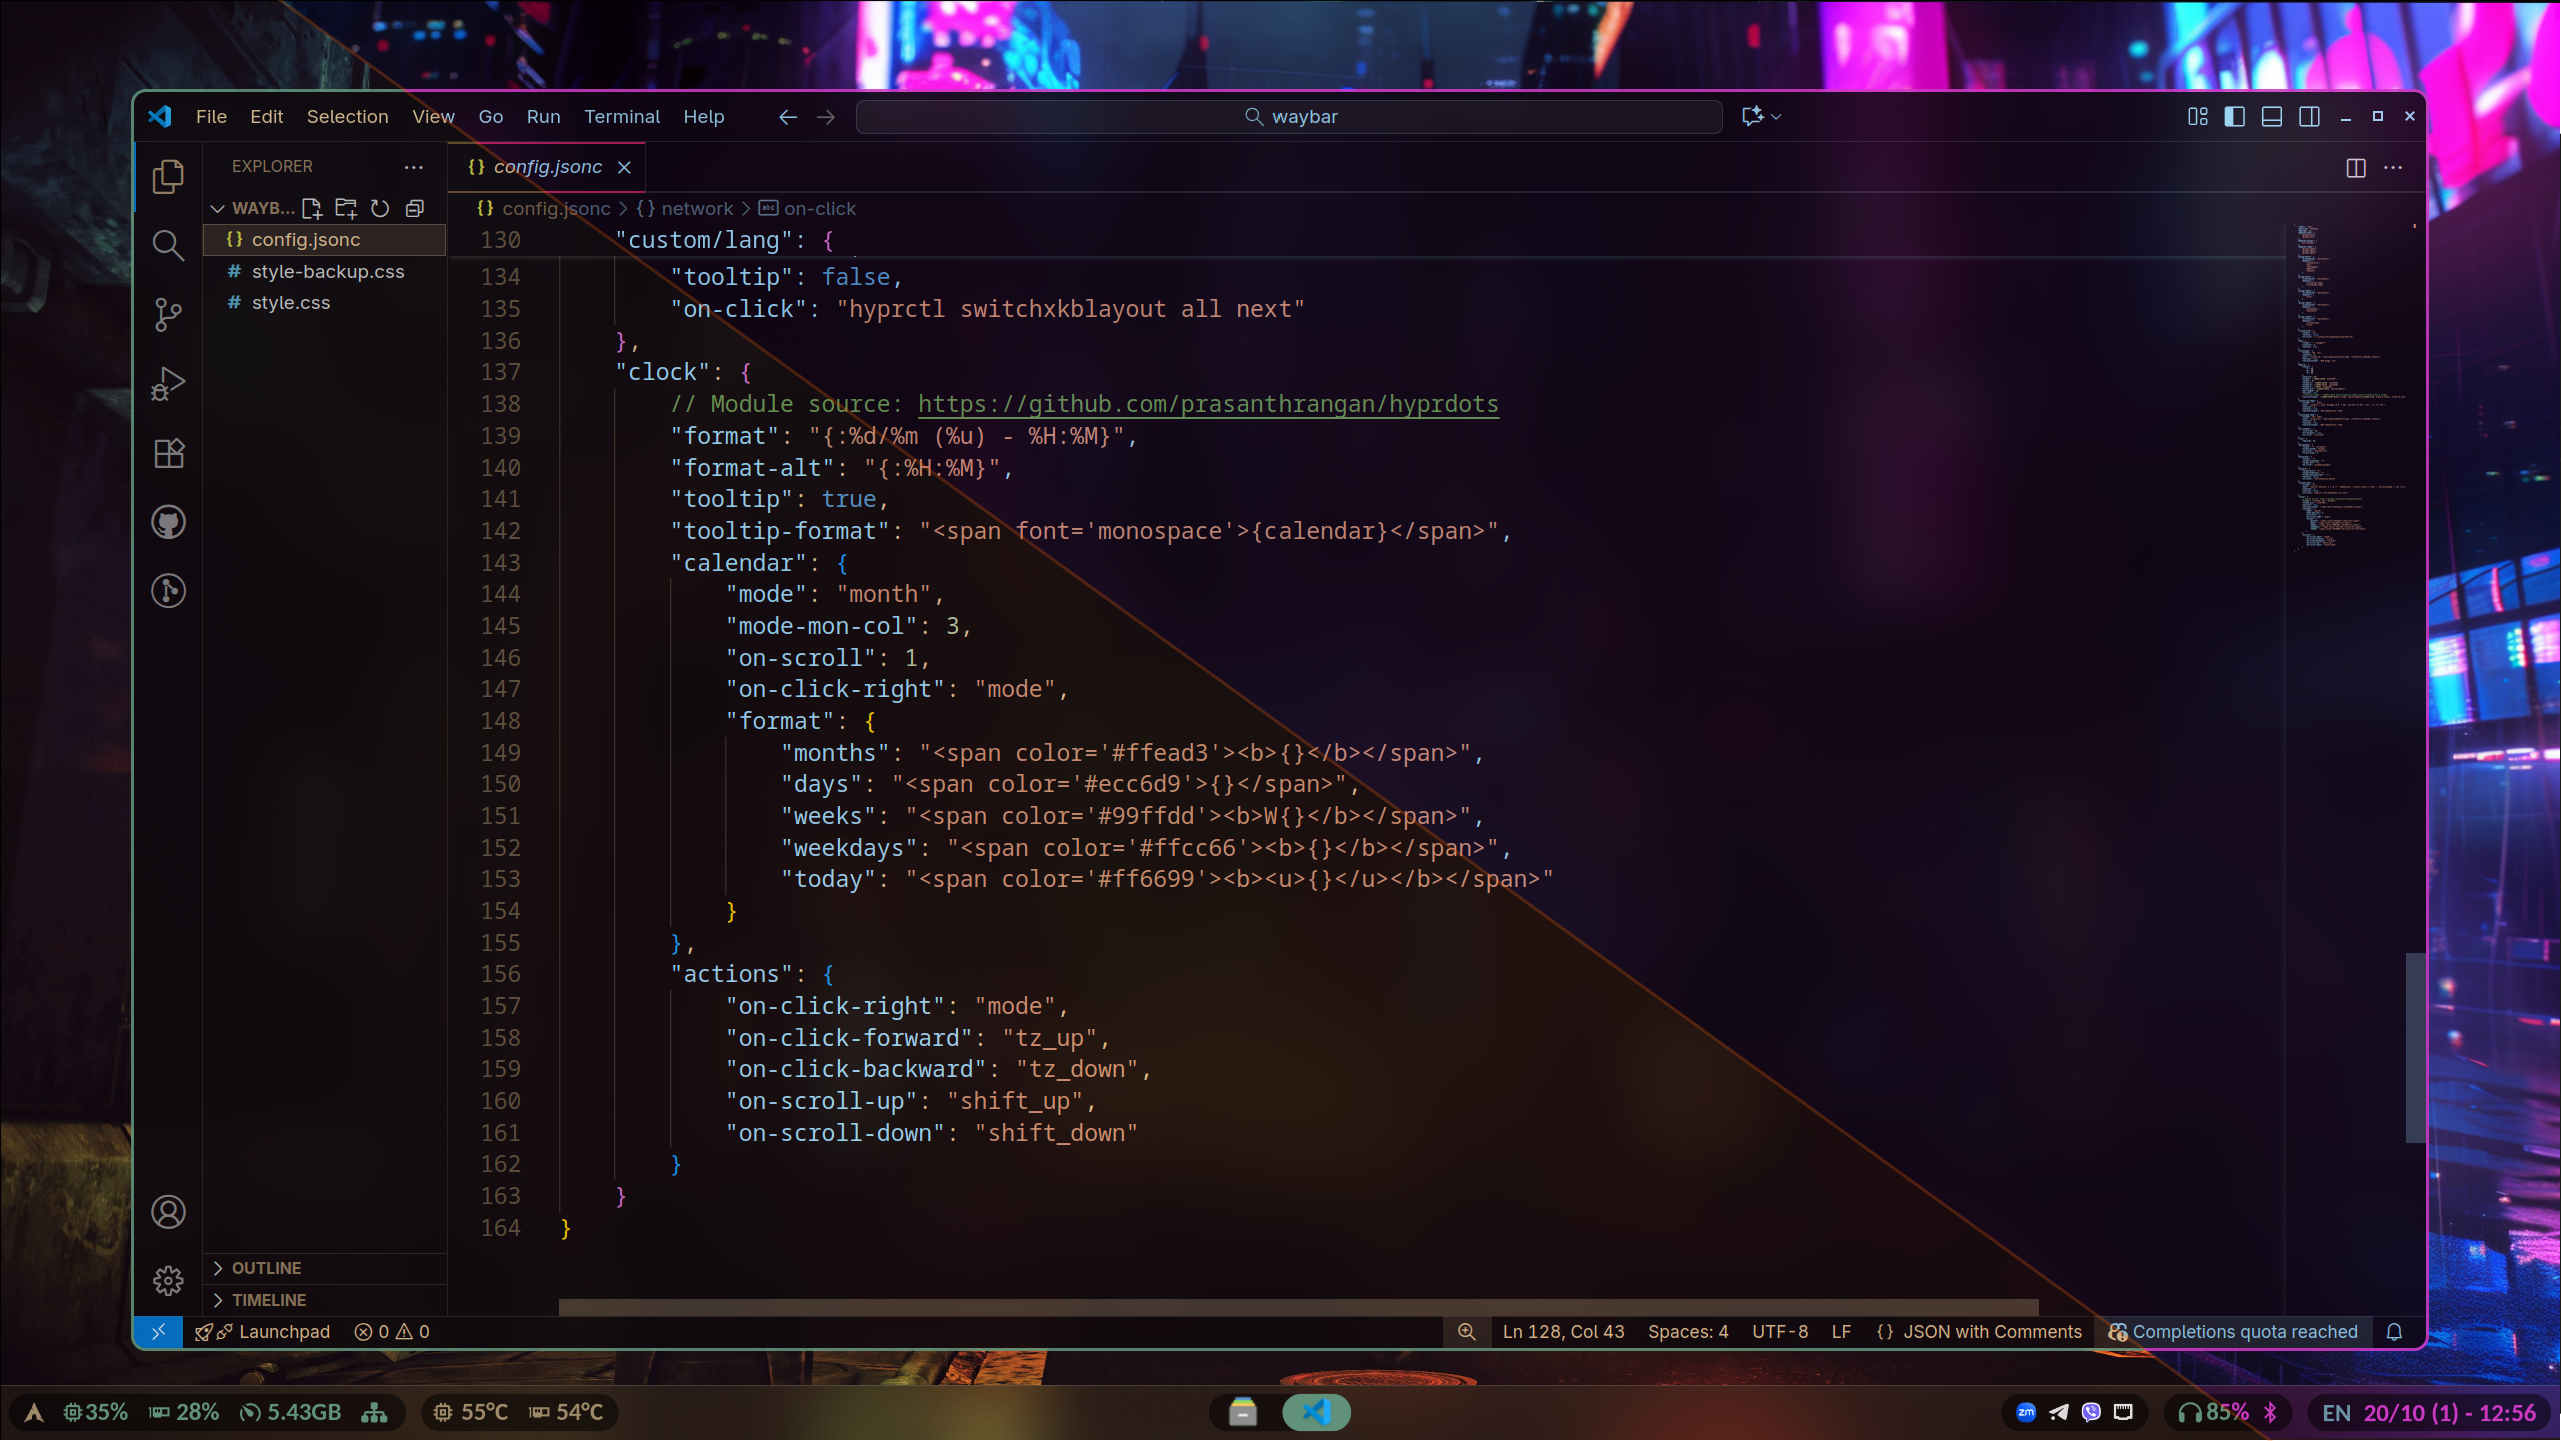 File Edit Selection View Go Run Terminal Help
waybar
EXPLORER
config.jsonc
WAYB...
config.jsonc
style-backup.css
style.css
config.jsonc > {} network > on-click
130 "custom/lang": {
134 "tooltip": false,
135 "on-click": "hyprctl switchxkblayout all next"
136 },
137 "clock": {
138 // Module source: https://github.com/prasanthrangan/hyprdots
139 "format": "{:%d/%m (%u) - %H:%M}",
140 "format-alt": "{:%H:%M}",
141 "tooltip": true,
142 "tooltip-format": "<span font='monospace'>{calendar}</span>",
143 "calendar": {
144 "mode": "month",
145 "mode-mon-col": 3,
146 "on-scroll": 1,
147 "on-click-right": "mode",
148 "format": {
149 "months": "<span color='#ffead3'><b>{}</b></span>",
150 "days": "<span color='#ecc6d9'>{}</span>",
151 "weeks": "<span color='#99ffdd'><b>W{}</b></span>",
152 "weekdays": "<span color='#ffcc66'><b>{}</b></span>",
153 "today": "<span color='#ff6699'><b><u>{}</u></b></span>"
154 }
155 },
156 "actions": {
157 "on-click-right": "mode",
158 "on-click-forward": "tz_up",
159 "on-click-backward": "tz_down",
160 "on-scroll-up": "shift_up",
161 "on-scroll-down": "shift_down"
162 }
163 }
164 }
OUTLINE
TIMELINE
Launchpad 0 0
Ln 128, Col 43 Spaces: 4 UTF-8 LF {} JSON with Comments Completions quota reached
35% 28% 5.43GB 55°C 54°C
zm 85% EN 20/10 (1) - 12:56